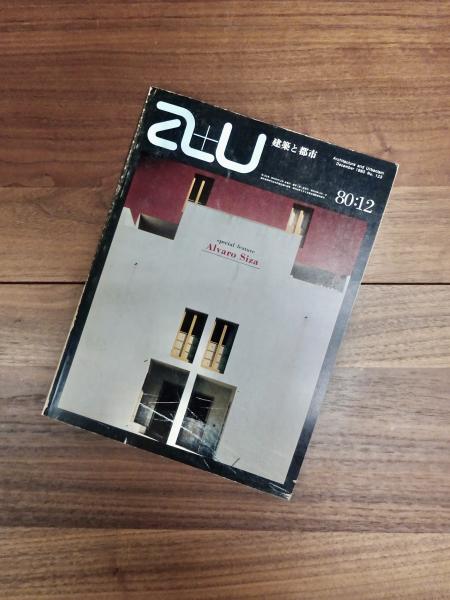 a+u
建築と都市
Architecture and Urbanism
December 1980 No. 123
80:12
special feature
Alvaro Siza